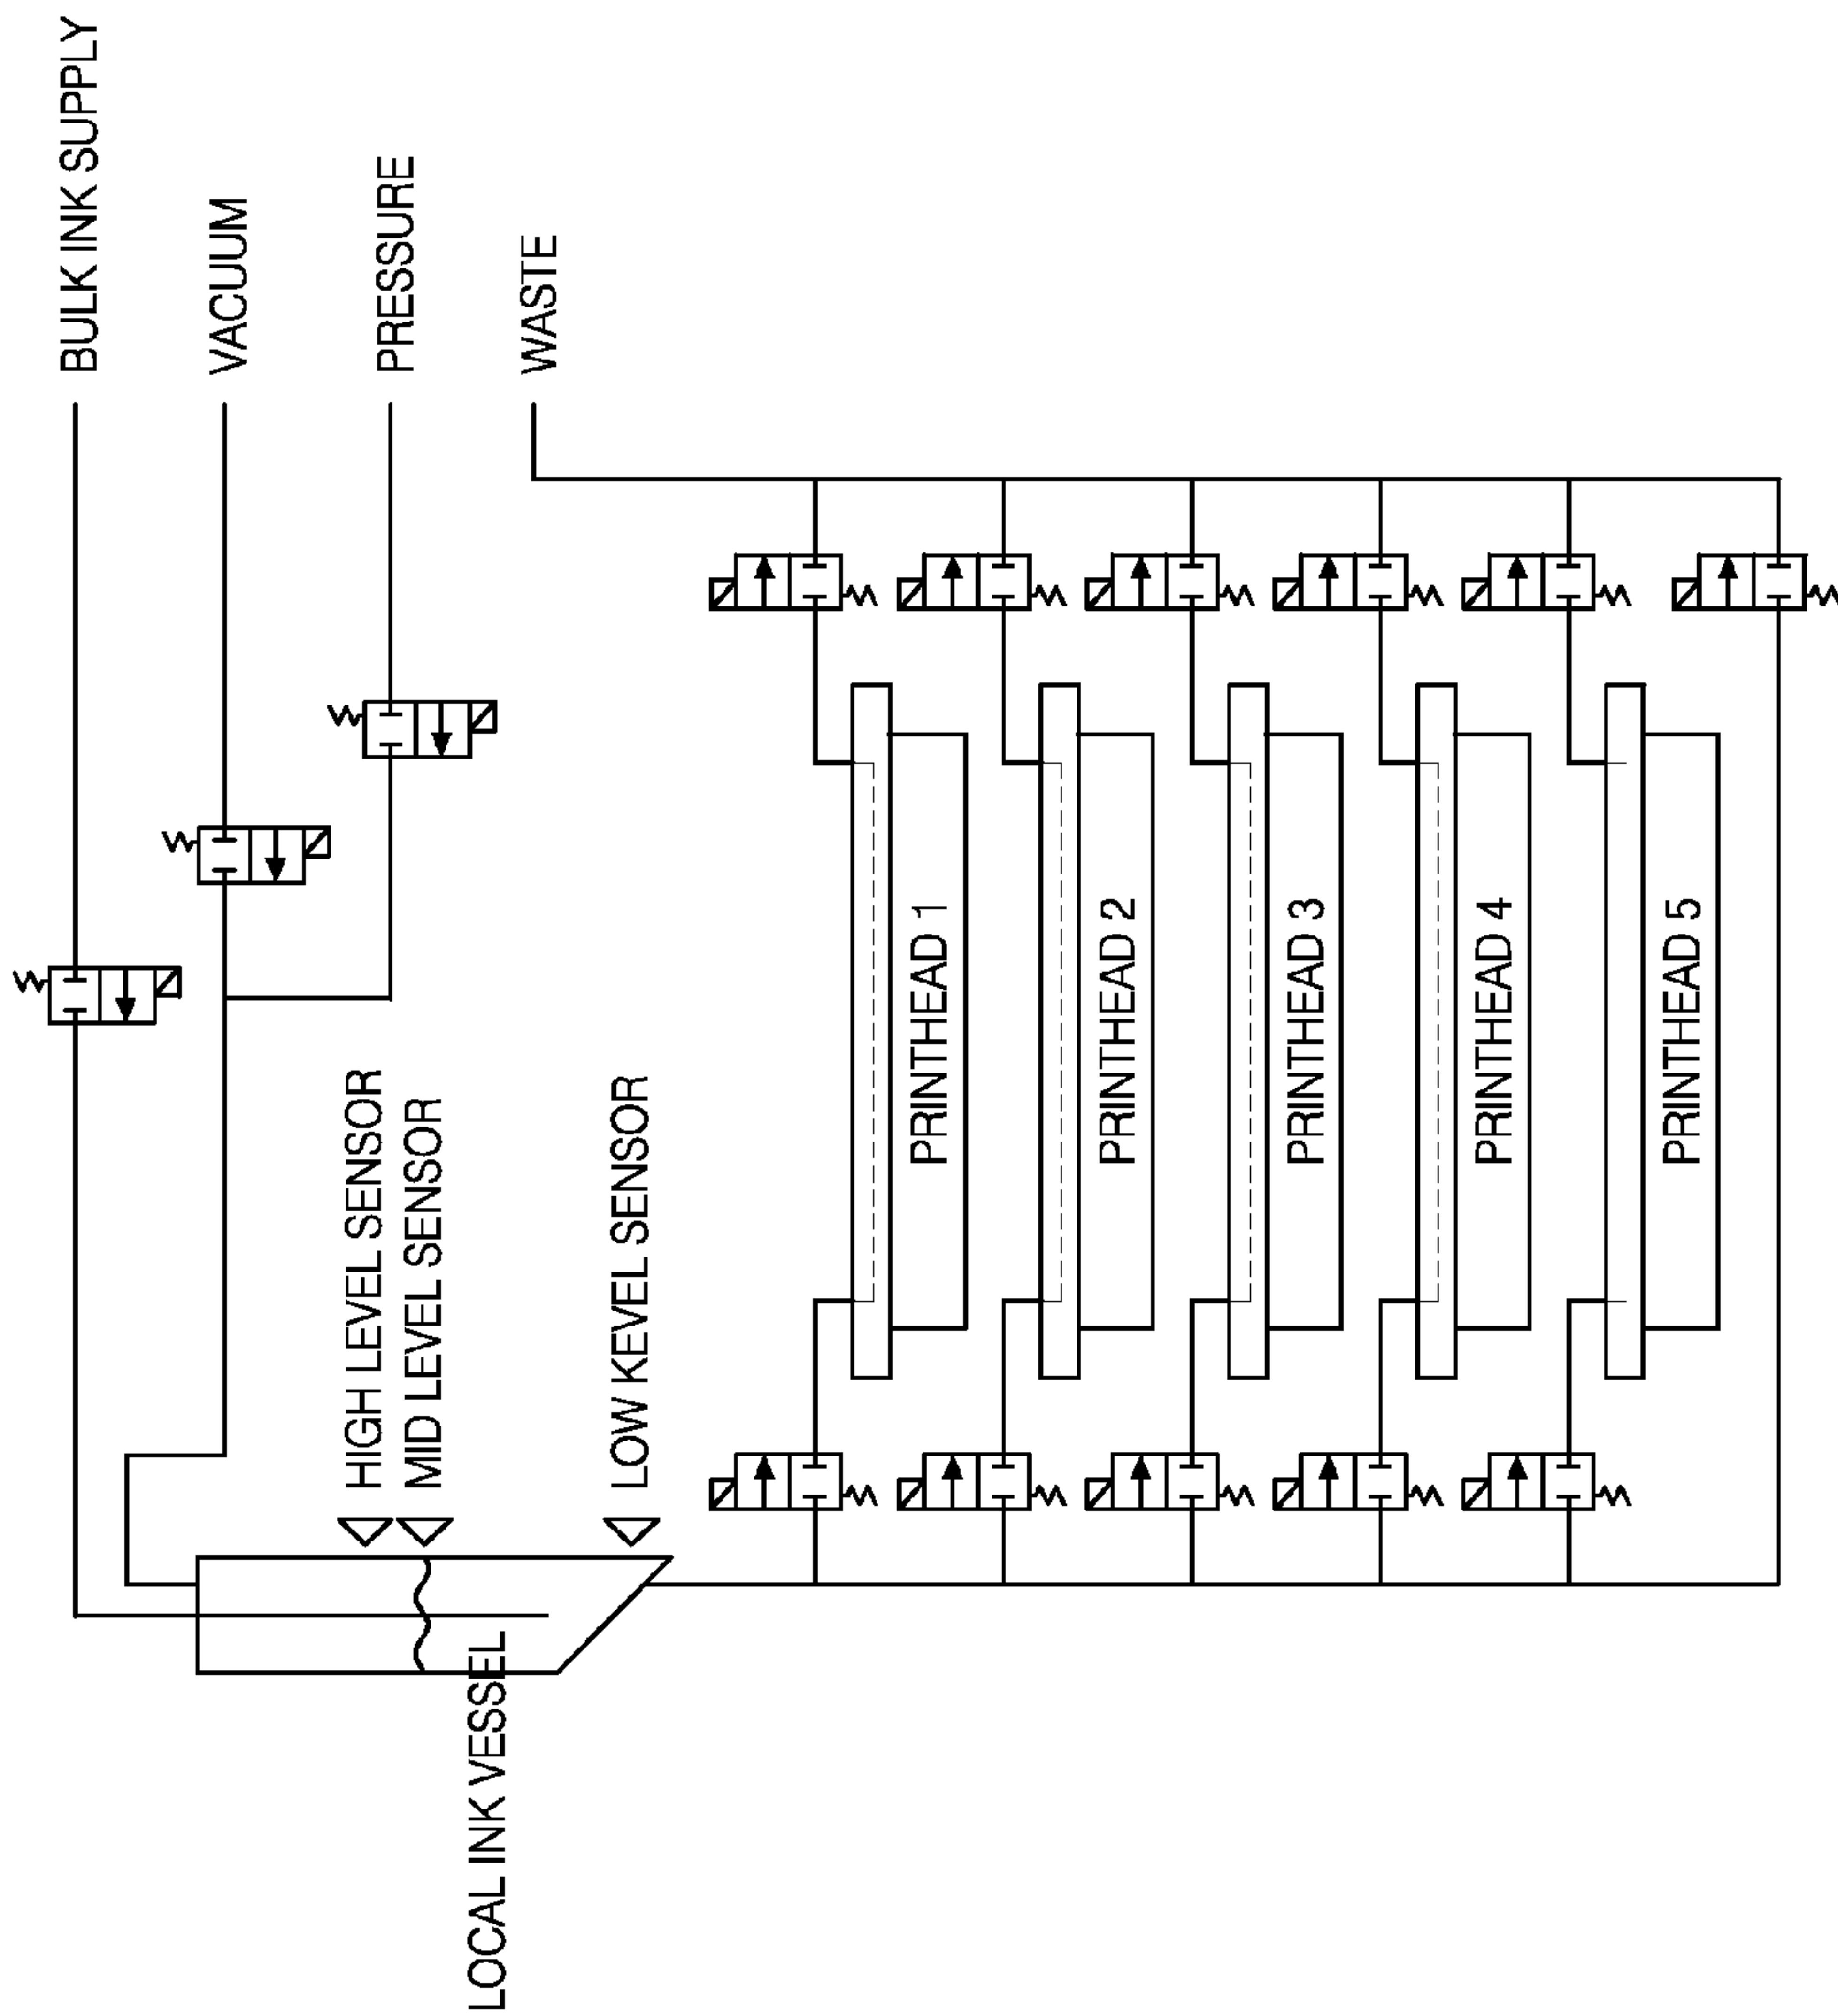 BULK INK SUPPLY
VACUUM
PRESSURE
WASTE
HIGH LEVEL SENSOR
MID LEVEL SENSOR
LOW KEVEL SENSOR
LOCAL INK VESSEL
PRINTHEAD 1
PRINTHEAD 2
PRINTHEAD 3
PRINTHEAD 4
PRINTHEAD 5